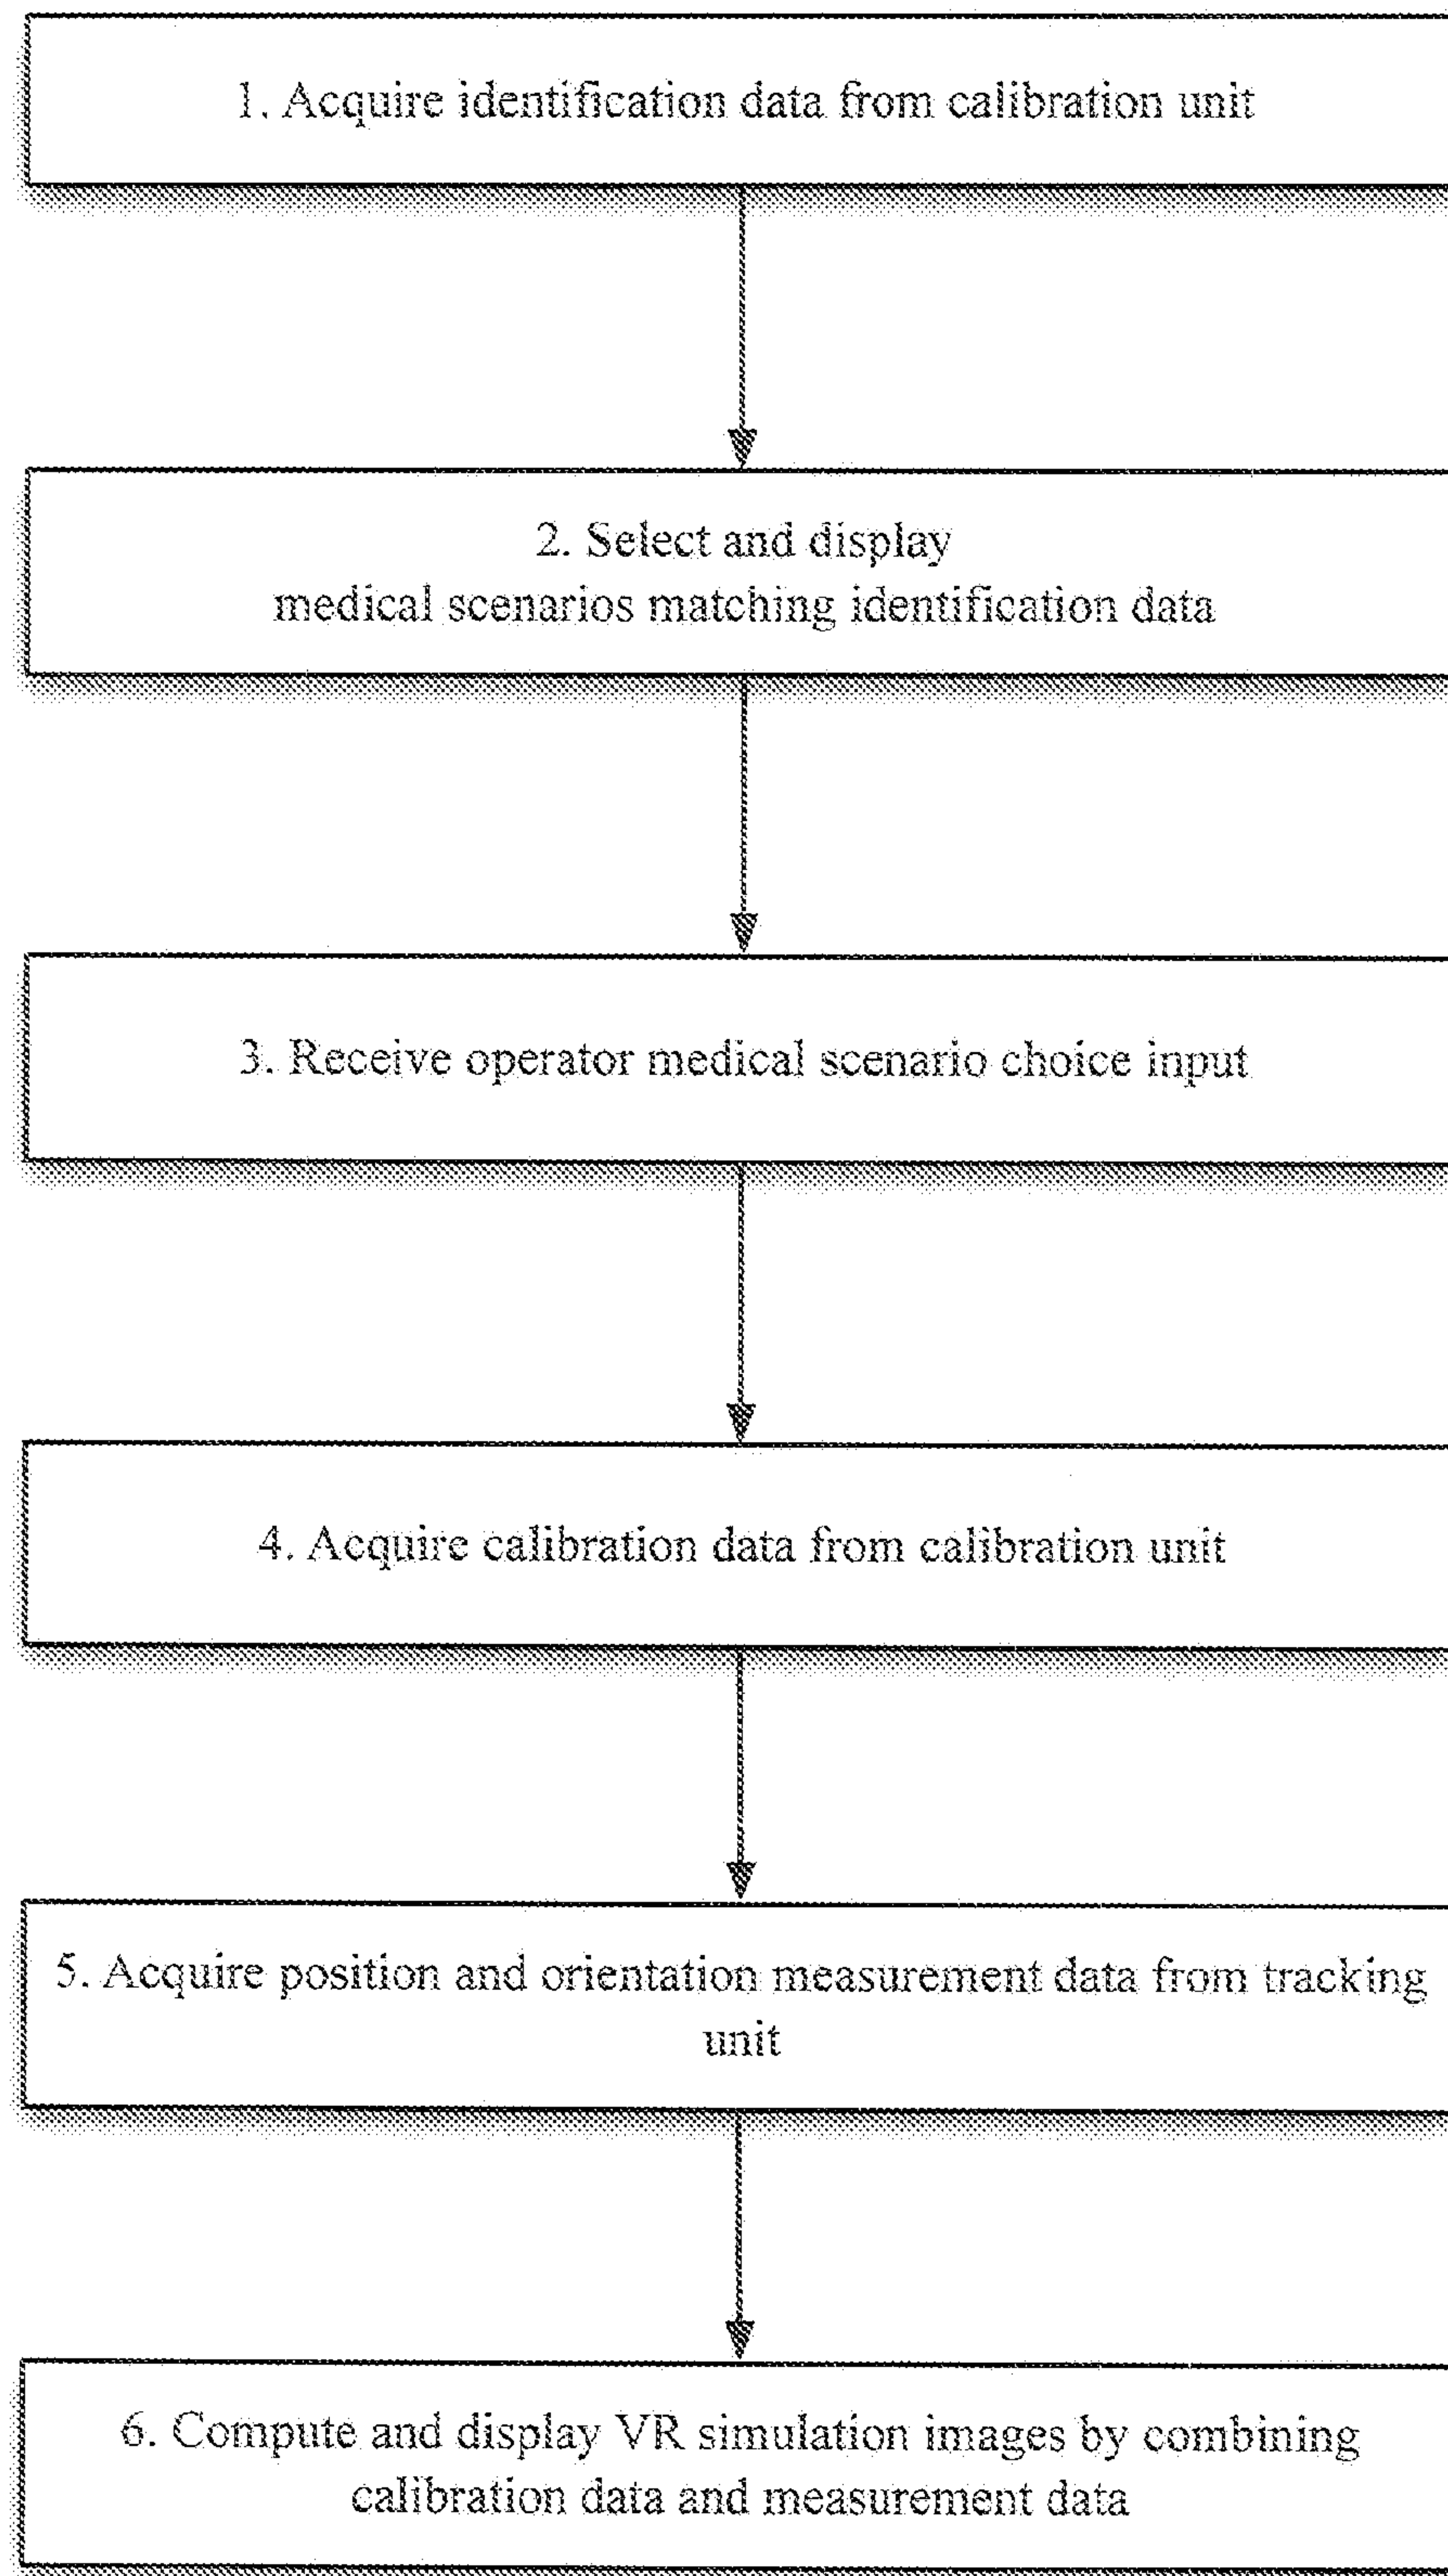 1. Acquire identification data from calibration unit
2. Select and display
medical scenarios matching identification data
3. Receive operator medical scenario choice input
4. Acquire calibration data from calibration unit
5. Acquire position and orientation measurement data from tracking
unit
6. Compute and display VR simulation images by combining
calibration data and measurement data